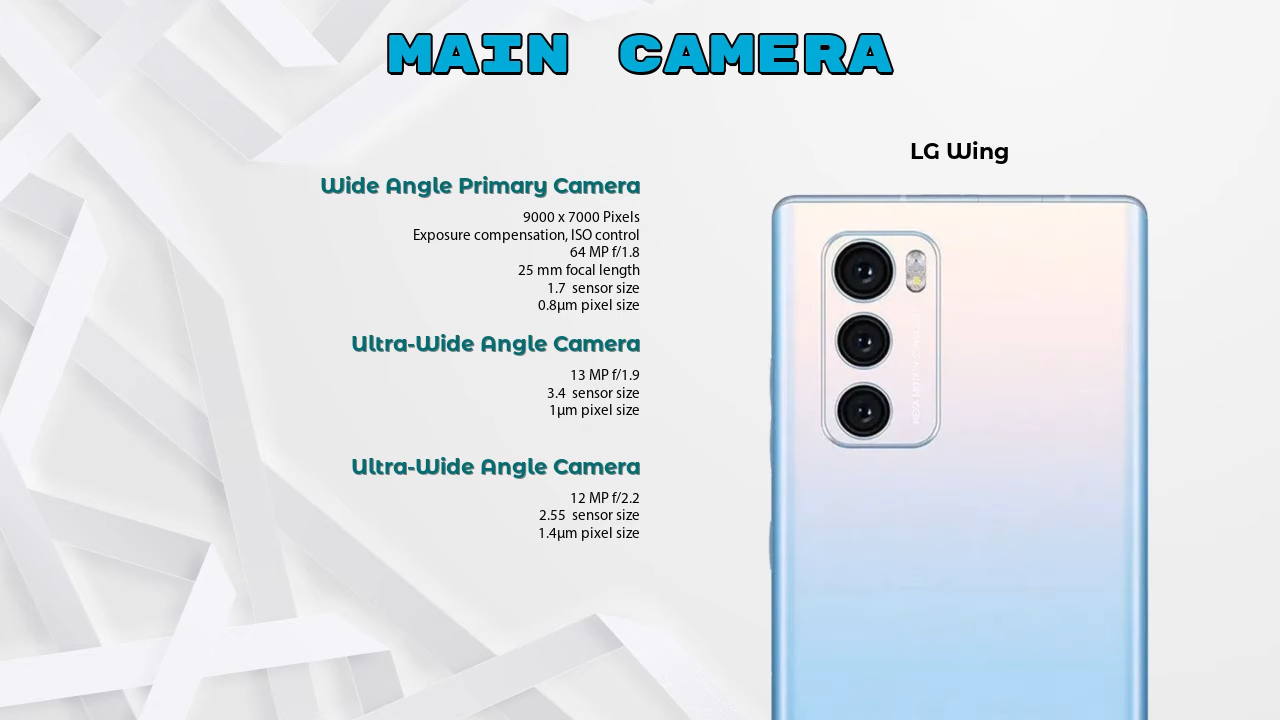 MAIN CAMERA
LG Wing
Wide Angle Primary Camera
9000 x 7000 Pixels
Exposure compensation, ISO control
64 MP f/1.8
25 mm focal length
1.7 sensor size
0.8µm pixel size
Ultra-Wide Angle Camera
13 MP f/1.9
3.4 sensor size
1µm pixel size
Ultra-Wide Angle Camera
12 MP f/2.2
2.55 sensor size
1.4µm pixel size